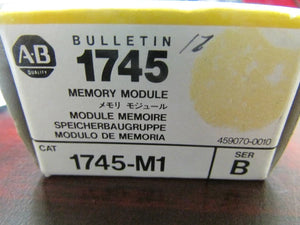 A-B
QUALITY
BULLETIN
1745
MEMORY MODULE
メモリ モジュール
MODULE MEMOIRE
SPEICHERBAUGRUPPE
MODULO DE MEMORIA
459070-0010
CAT
1745-M1
SER
B